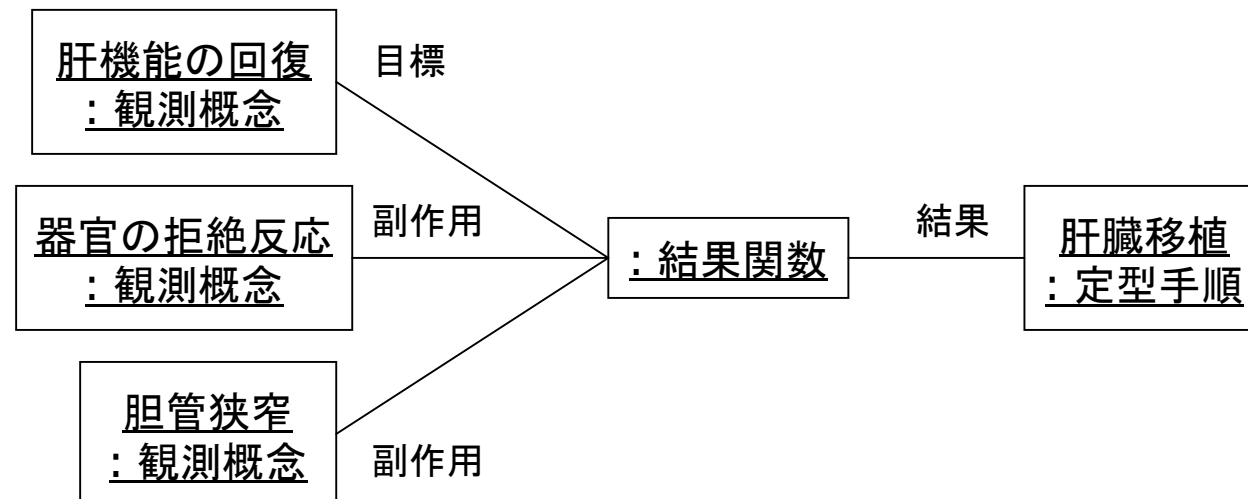 肝機能の回復
：観測概念
目標
器官の拒絶反応
：観測概念
副作用
胆管狭窄
：観測概念
副作用
：結果関数
結果
肝臓移植
：定型手順